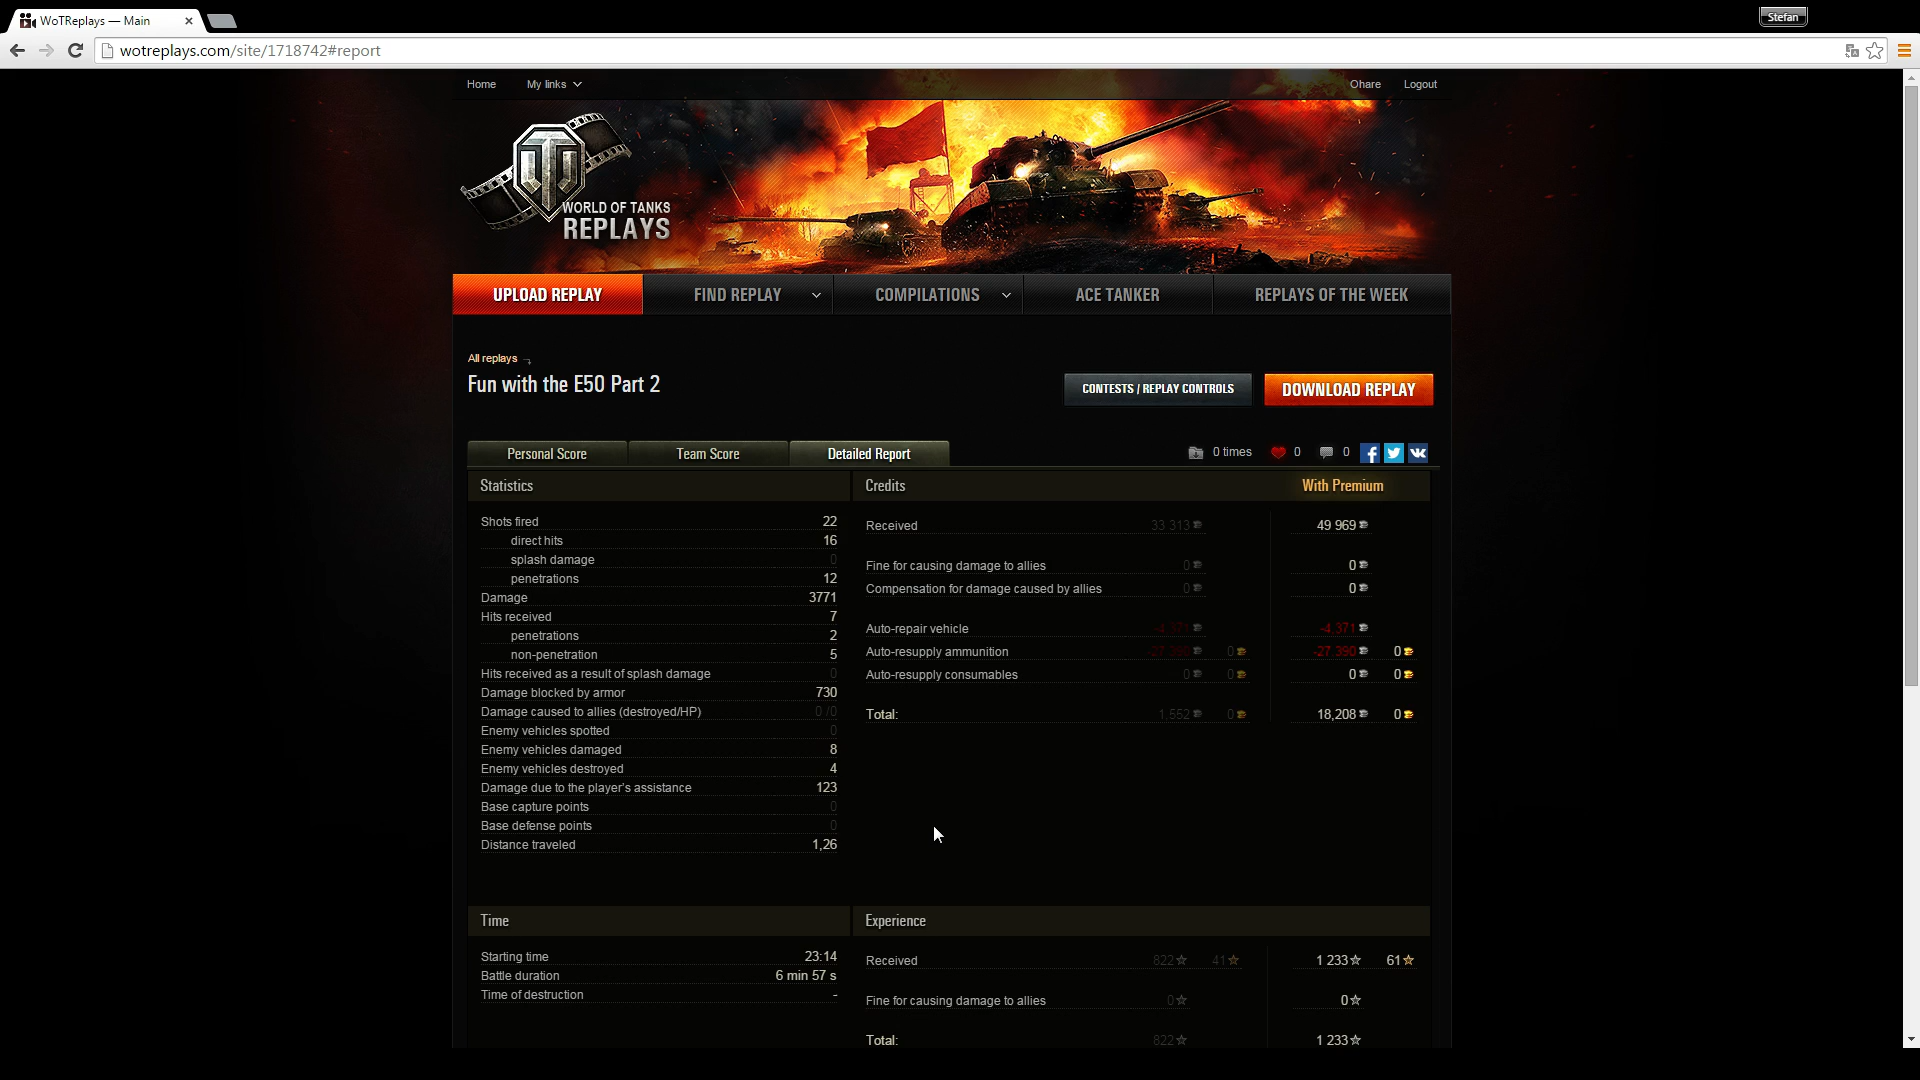 WoTReplays — Main
Stefan
wotreplays.com/site/1718742#report
Home My links Ohare Logout
WORLD OF TANKS
REPLAYS
UPLOAD REPLAY FIND REPLAY COMPILATIONS ACE TANKER REPLAYS OF THE WEEK
All replays
Fun with the E50 Part 2
CONTESTS / REPLAY CONTROLS DOWNLOAD REPLAY
Personal Score Team Score Detailed Report 0 times 0 0
Statistics
Shots fired 22
direct hits 16
splash damage 0
penetrations 12
Damage 3771
Hits received 7
penetrations 2
non-penetration 5
Hits received as a result of splash damage 0
Damage blocked by armor 730
Damage caused to allies (destroyed/HP) 0 /0
Enemy vehicles spotted 0
Enemy vehicles damaged 8
Enemy vehicles destroyed 4
Damage due to the player's assistance 123
Base capture points 0
Base defense points 0
Distance traveled 1,26
Credits With Premium
Received 33 313 49 969
Fine for causing damage to allies 0 0
Compensation for damage caused by allies 0 0
Auto-repair vehicle -4,371 -4,371
Auto-resupply ammunition -27,390 0 -27,390 0
Auto-resupply consumables 0 0 0 0
Total: 1,552 0 18,208 0
Time
Starting time 23:14
Battle duration 6 min 57 s
Time of destruction -
Experience
Received 822 41 1 233 61
Fine for causing damage to allies 0 0
Total: 822 1 233